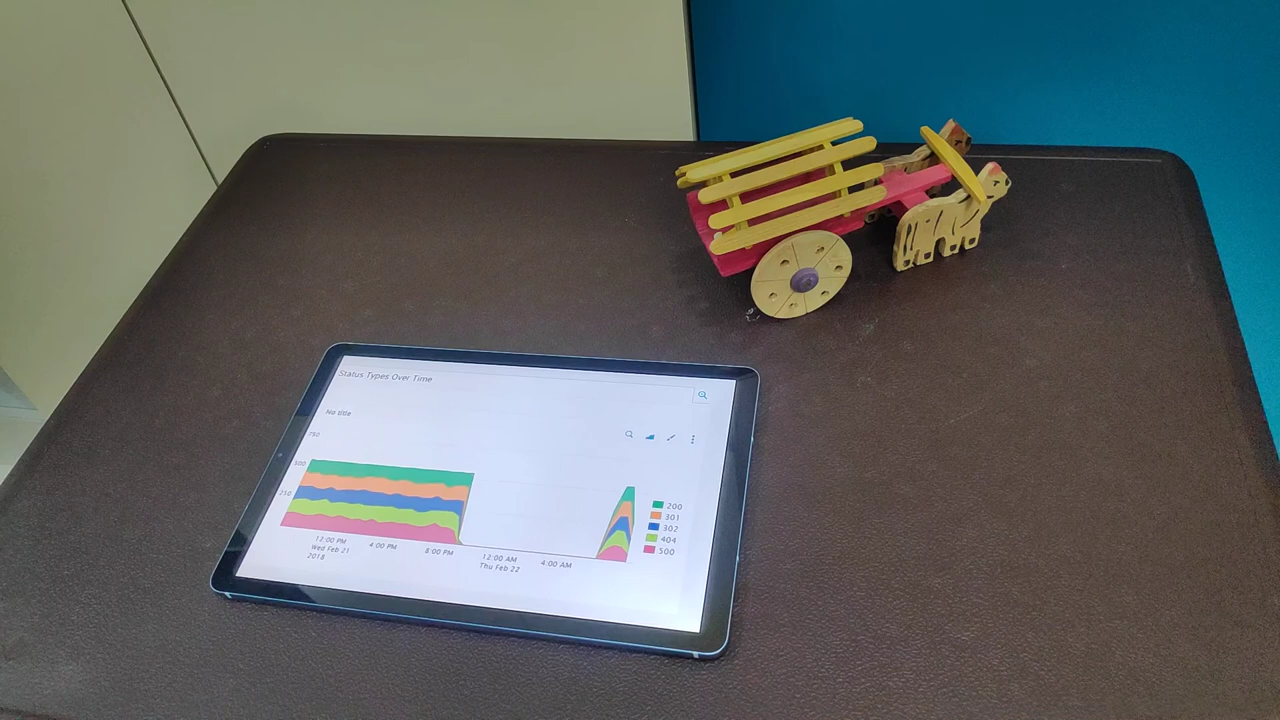 Status Types Over Time
No title
750
500
250
12:00 PM
Wed Feb 21
2018
4:00 PM
8:00 PM
12:00 AM
Thu Feb 22
4:00 AM
200
301
302
404
500